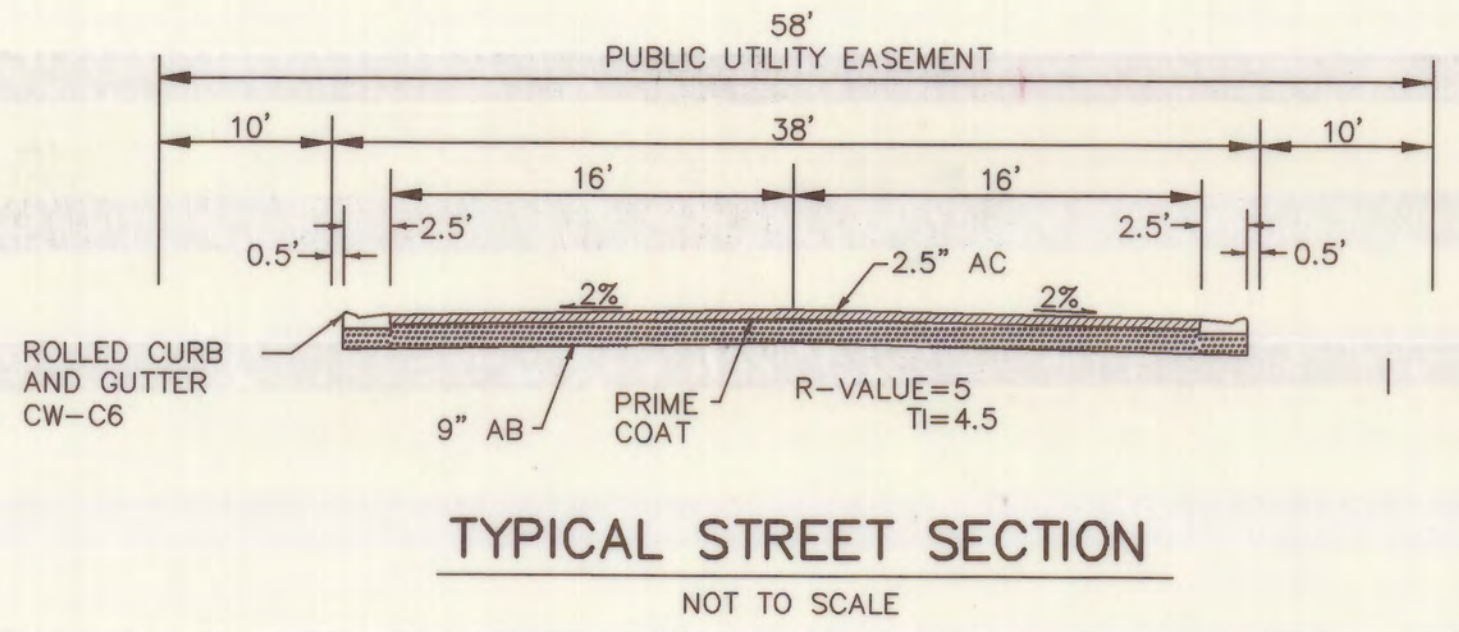 58'
PUBLIC UTILITY EASEMENT
10'
38'
10'
16'
16'
0.5'
2.5'
2.5'
0.5'
2.5" AC
2%
2%
ROLLED CURB
AND GUTTER
CW-C6
9" AB
PRIME
COAT
R-VALUE=5
TI=4.5
TYPICAL STREET SECTION
NOT TO SCALE